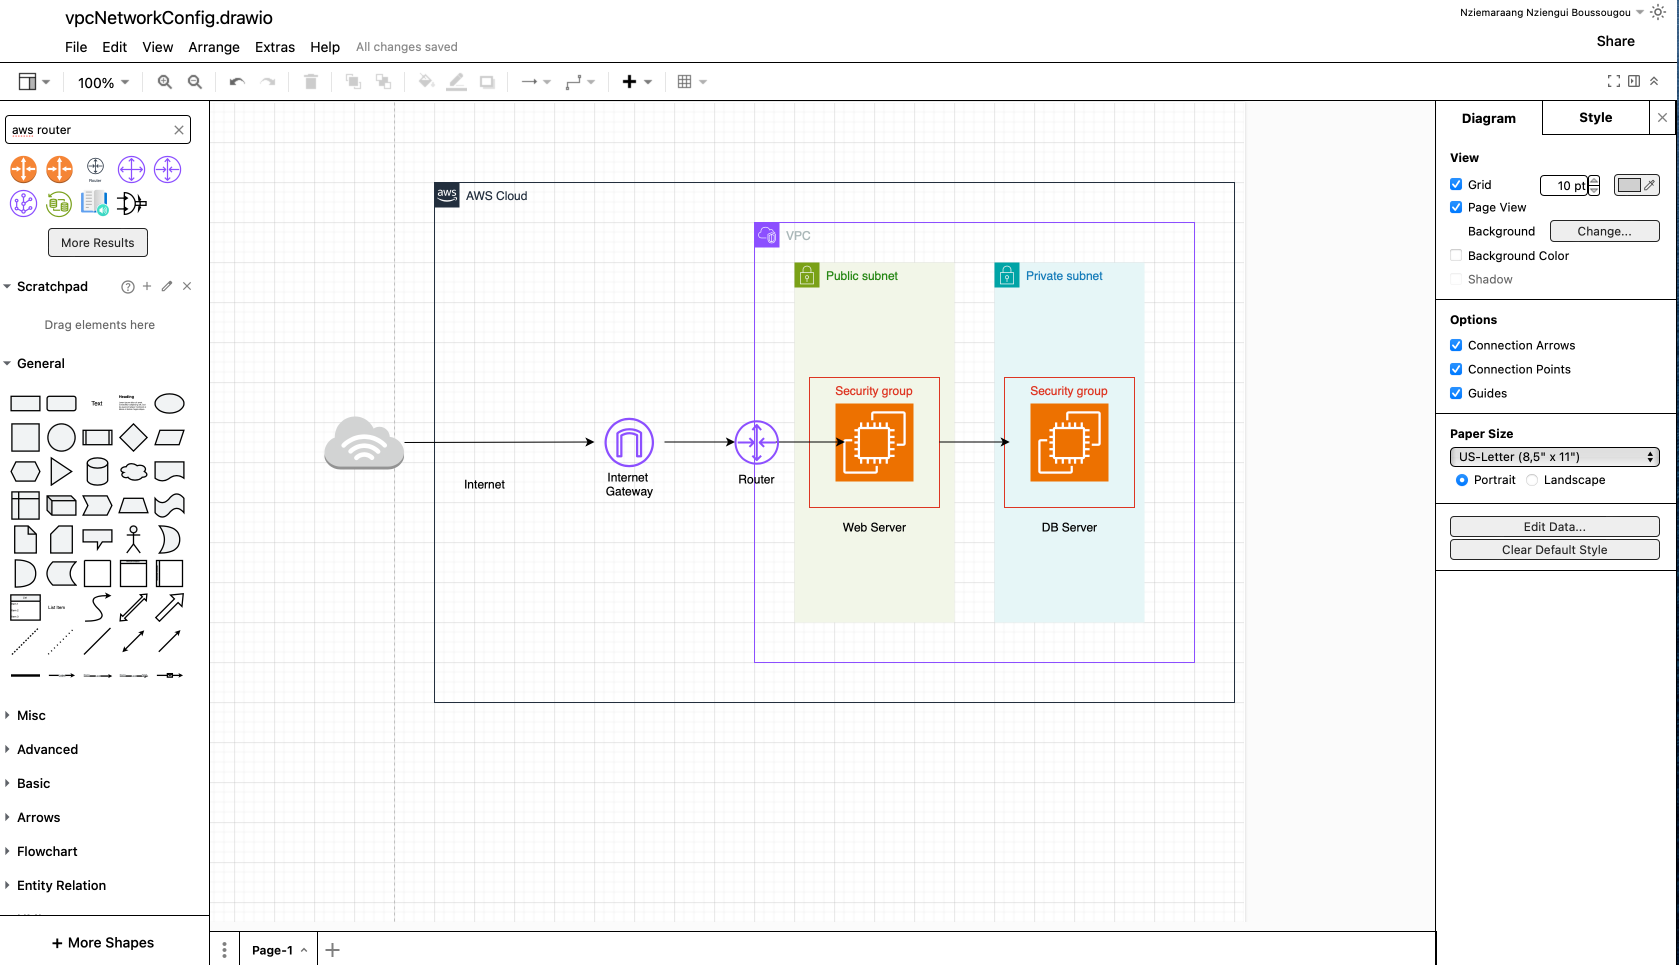 vpcNetworkConfig.drawio
Nziemaraang Nziengui Boussougou
File Edit View Arrange Extras Help All changes saved
Share
100%
aws router
Router
More Results
Scratchpad
Drag elements here
General
Text
Heading
List Item
Misc
Advanced
Basic
Arrows
Flowchart
Entity Relation
+ More Shapes
aws AWS Cloud
VPC
Public subnet
Private subnet
Security group
Security group
Internet
Internet
Gateway
Router
Web Server
DB Server
Page-1
Diagram
Style
View
Grid
10 pt
Page View
Background
Change...
Background Color
Shadow
Options
Connection Arrows
Connection Points
Guides
Paper Size
US-Letter (8,5" x 11")
Portrait
Landscape
Edit Data...
Clear Default Style